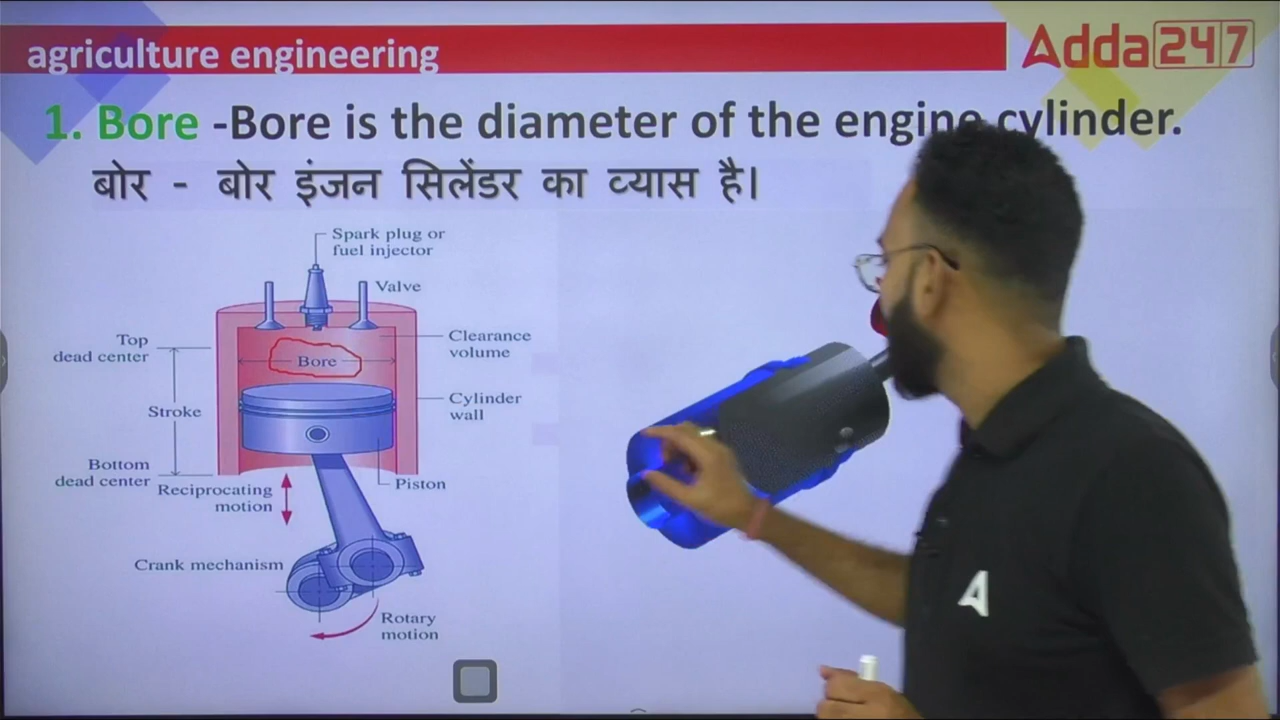 agriculture engineering
Adda247
1. Bore -Bore is the diameter of the engine cylinder.
बोर - बोर इंजन सिलेंडर का व्यास है।
Spark plug or
fuel injector
Valve
Top
dead center
Clearance
volume
Bore
Cylinder
wall
Stroke
Bottom
dead center
Reciprocating
motion
Piston
Crank mechanism
Rotary
motion
A